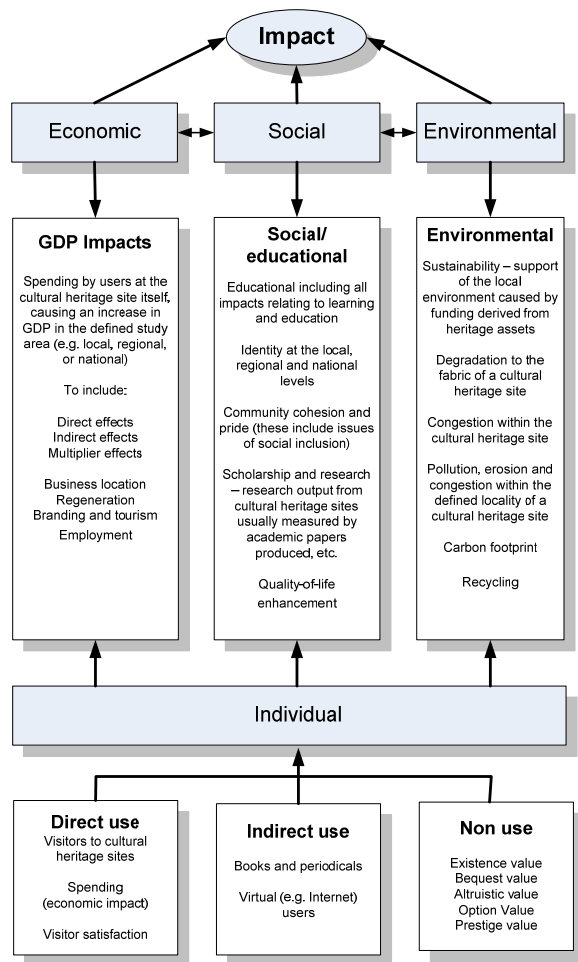 Impact
Economic
Social
Environmental
GDP Impacts
Spending by users at the
cultural heritage site itself,
causing an increase in
GDP in the defined study
area (e.g. local, regional,
or national)
To include:
Direct effects
Indirect effects
Multiplier effects
Business location
Regeneration
Branding and tourism
Employment
Social/
educational
Educational including all
impacts relating to learning
and education
Identity at the local,
regional and national
levels
Community cohesion and
pride (these include issues
of social inclusion)
Scholarship and research
– research output from
cultural heritage sites
usually measured by
academic papers
produced, etc.
Quality-of-life
enhancement
Environmental
Sustainability – support
of the local
environment caused by
funding derived from
heritage assets
Degradation to the
fabric of a cultural
heritage site
Congestion within the
cultural heritage site
Pollution, erosion and
congestion within the
defined locality of a
cultural heritage site
Carbon footprint
Recycling
Individual
Direct use
Visitors to cultural
heritage sites
Spending
(economic impact)
Visitor satisfaction
Indirect use
Books and periodicals
Virtual (e.g. Internet)
users
Non use
Existence value
Bequest value
Altruistic value
Option Value
Prestige value